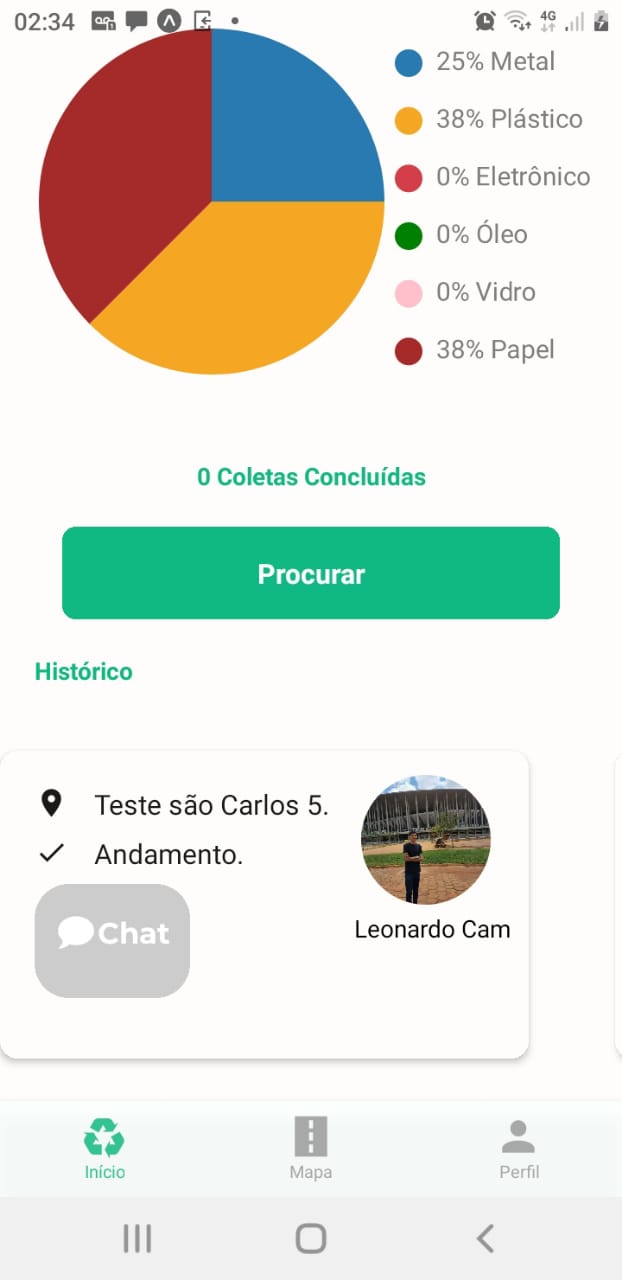 02:34
4G
25% Metal
38% Plástico
0% Eletrônico
0% Óleo
0% Vidro
38% Papel
0 Coletas Concluídas
Procurar
Histórico
Teste são Carlos 5.
Andamento.
Chat
Leonardo Cam
Início
Mapa
Perfil